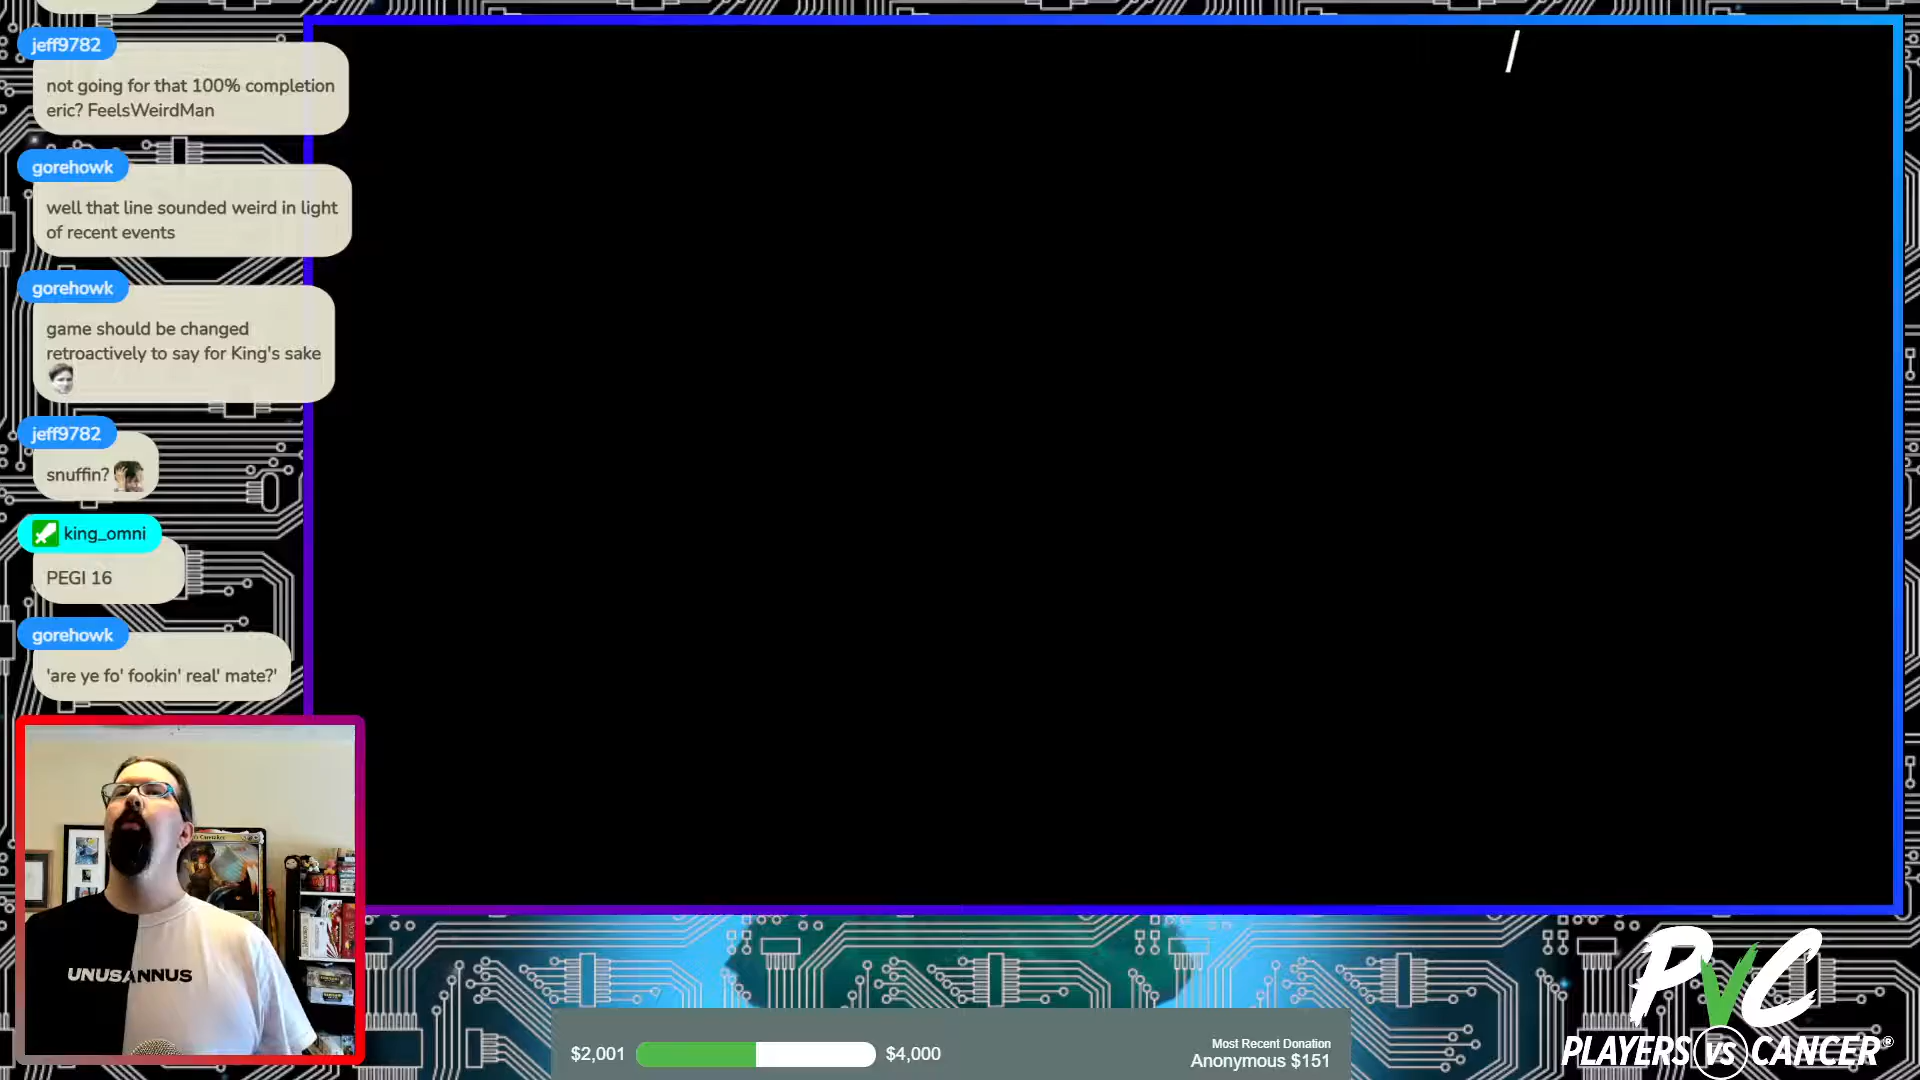 jeff9782
not going for that 100% completion
eric? FeelsWeirdMan
gorehowk
well that line sounded weird in light
of recent events
gorehowk
game should be changed
retroactively to say for King's sake
jeff9782
snuffin?
king_omni
PEGI 16
gorehowk
'are ye fo' fookin' real' mate?'
/
UNUS ANNUS
$2,001
$4,000
Most Recent Donation
Anonymous $151
PVC
PLAYERS VS CANCER®